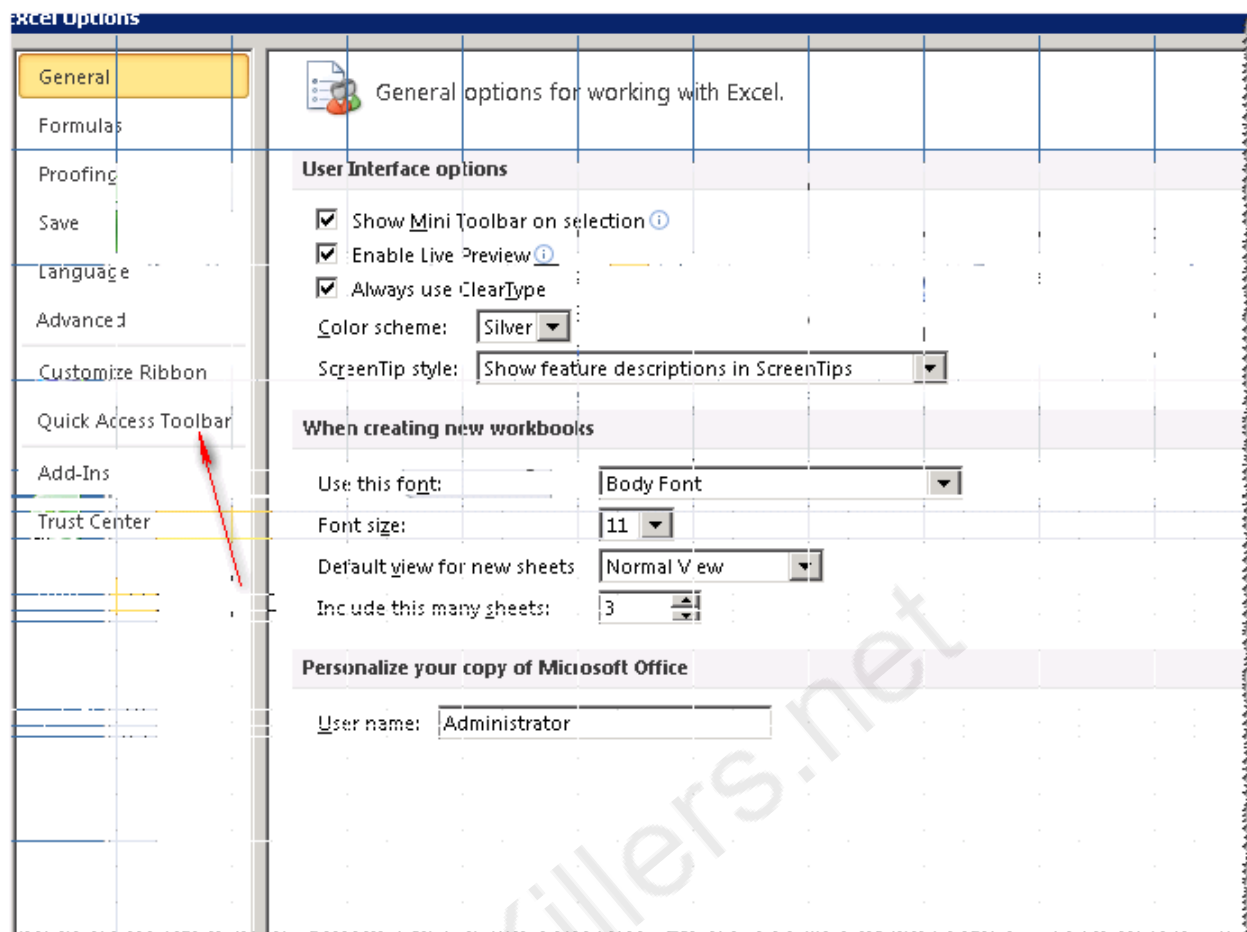 Excel Options
General
Formulas
Proofing
Save
Language
Advanced
Customize Ribbon
Quick Access Toolbar
Add-Ins
Trust Center
General options for working with Excel.
User Interface options
Show Mini Toolbar on selection
Enable Live Preview
Always use ClearType
Color scheme: Silver
ScreenTip style: Show feature descriptions in ScreenTips
When creating new workbooks
Use this font: Body Font
Font size: 11
Default view for new sheets Normal View
Include this many sheets: 3
Personalize your copy of Microsoft Office
User name: Administrator
killers.net